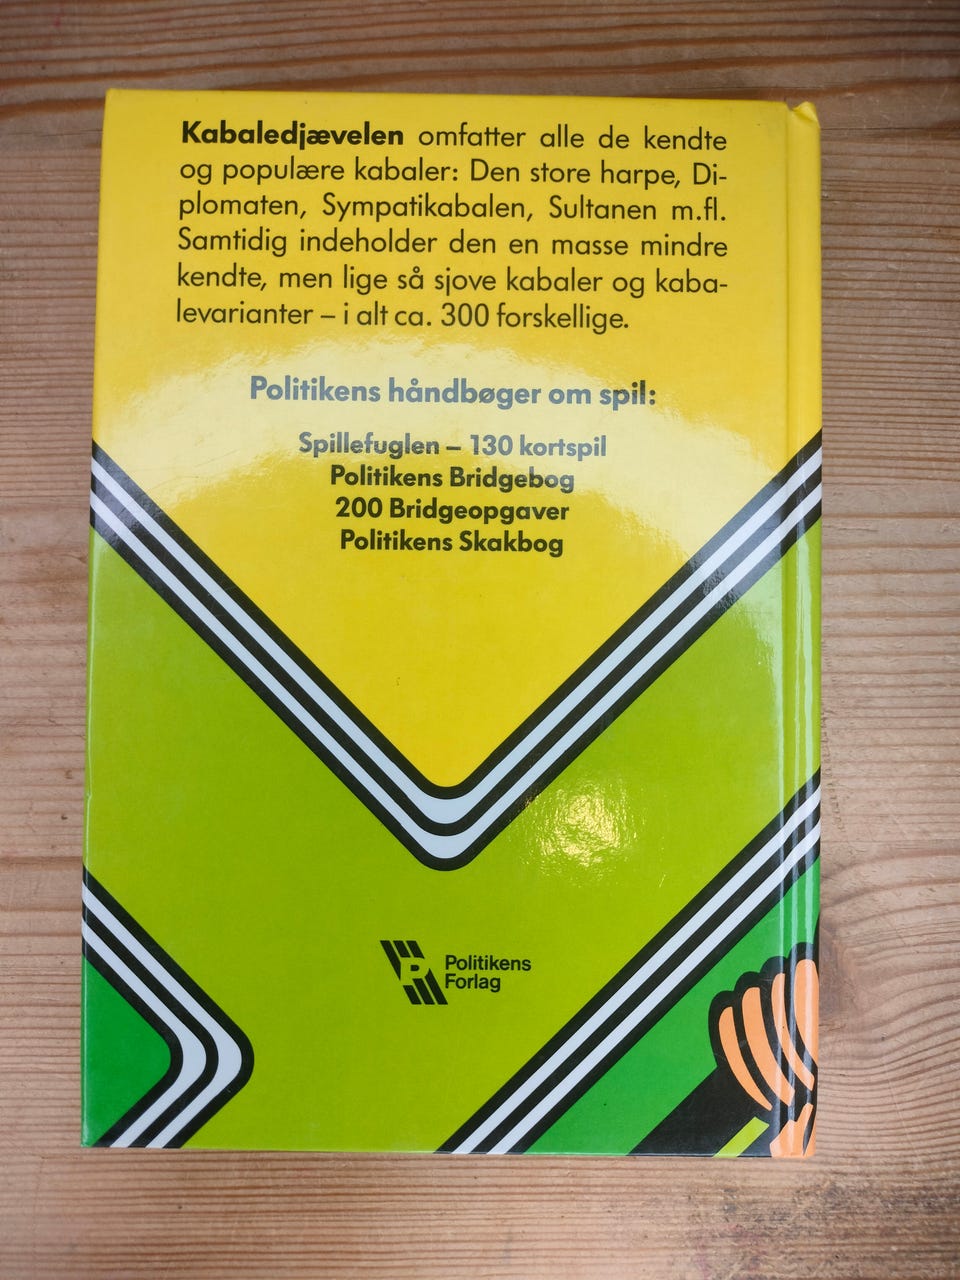 Kabaledjævelen omfatter alle de kendte
og populære kabaler: Den store harpe, Di-
plomaten, Sympatikabalen, Sultanen m.fl.
Samtidig indeholder den en masse mindre
kendte, men lige så sjove kabaler og kaba-
levarianter – i alt ca. 300 forskellige.
Politikens håndbøger om spil:
Spillefuglen – 130 kortspil
Politikens Bridgebog
200 Bridgeopgaver
Politikens Skakbog
P
Politikens
Forlag